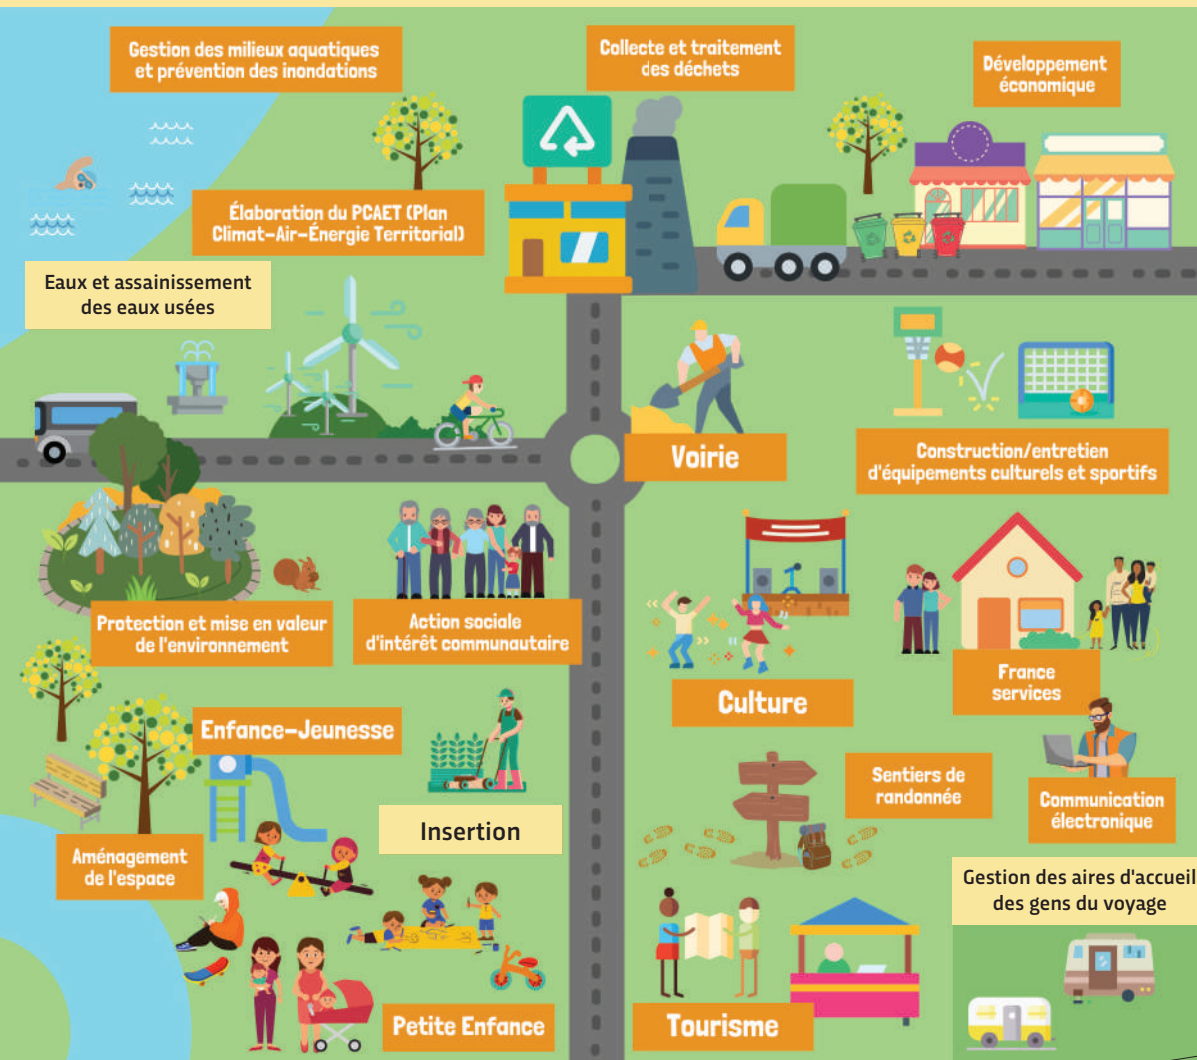 Gestion des milieux aquatiques
et prévention des inondations
Collecte et traitement
des déchets
Développement
économique
Élaboration du PCAET (Plan
Climat-Air-Énergie Territorial)
Eaux et assainissement
des eaux usées
Voirie
Construction/entretien
d'équipements culturels et sportifs
Protection et mise en valeur
de l'environnement
Action sociale
d'intérêt communautaire
France
services
Culture
Enfance-Jeunesse
Sentiers de
randonnée
Communication
électronique
Insertion
Aménagement
de l'espace
Gestion des aires d'accueil
des gens du voyage
Petite Enfance
Tourisme